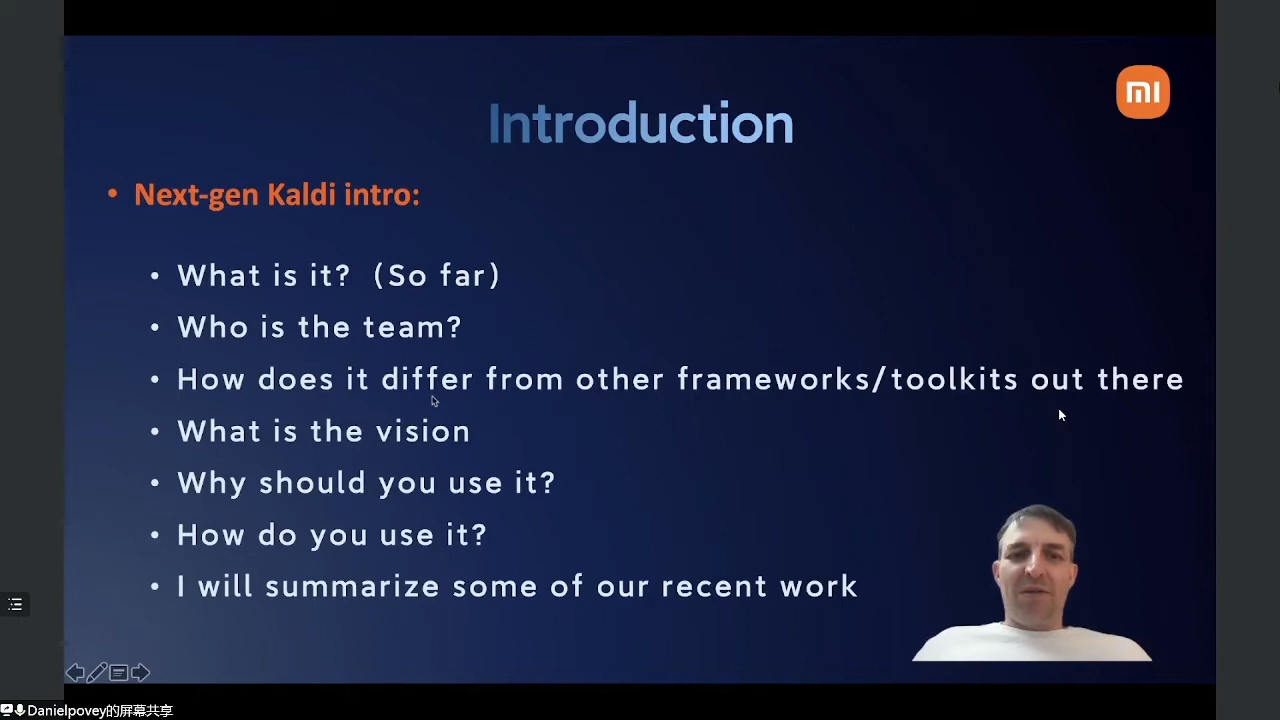 mi
Introduction
• Next-gen Kaldi intro:
• What is it? (So far)
• Who is the team?
• How does it differ from other frameworks/toolkits out there
• What is the vision
• Why should you use it?
• How do you use it?
• I will summarize some of our recent work
Danielpovey的屏幕共享